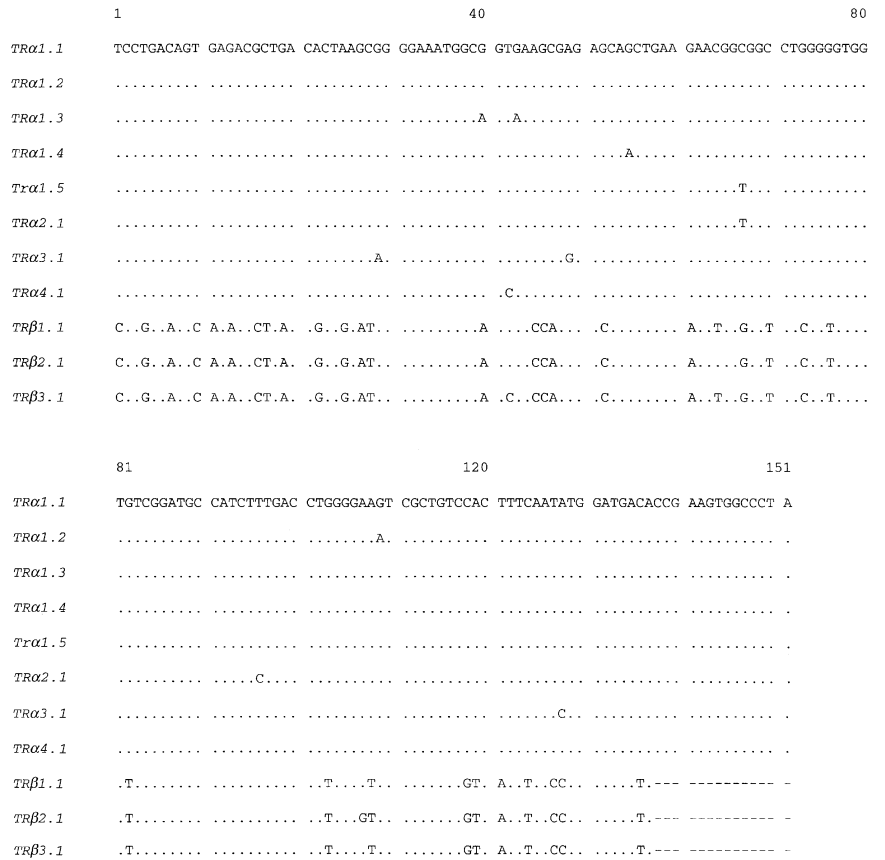 1 40 80
TRα1.1 TCCTGACAGT GAGACGCTGA CACTAAGCGG GGAAATGGCG GTGAAGCGAG AGCAGCTGAA GAACGGCGGC CTGGGGGTGG
TRα1.2 .......... .......... .......... .......... .......... .......... .......... ..........
TRα1.3 .......... .......... .......... .........A ..A....... .......... .......... ..........
TRα1.4 .......... .......... .......... .......... .......... ....A..... .......... ..........
Trα1.5 .......... .......... .......... .......... .......... .......... ......T... ..........
TRα2.1 .......... .......... .......... .......... .......... .......... ......T... ..........
TRα3.1 .......... .......... ........A. .......... ........G. .......... .......... ..........
TRα4.1 .......... .......... .......... .......... .C........ .......... .......... ..........
TRβ1.1 C..G..A..C A.A..CT.A. .G..G.AT.. .........A ....CCA... .C........ A..T..G..T ..C..T....
TRβ2.1 C..G..A..C A.A..CT.A. .G..G.AT.. .........A ....CCA... .C........ A.....G..T ..C..T....
TRβ3.1 C..G..A..C A.A..CT.A. .G..G.AT.. .........A .C..CCA... .C........ A..T..G..T ..C..T....
81 120 151
TRα1.1 TGTCGGATGC CATCTTTGAC CTGGGGAAGT CGCTGTCCAC TTTCAATATG GATGACACCG AAGTGGCCCT A
TRα1.2 .......... .......... ........A. .......... .......... .......... .......... .
TRα1.3 .......... .......... .......... .......... .......... .......... .......... .
TRα1.4 .......... .......... .......... .......... .......... .......... .......... .
Trα1.5 .......... .......... .......... .......... .......... .......... .......... .
TRα2.1 .......... ......C... .......... .......... .......... .......... .......... .
TRα3.1 .......... .......... .......... .......... .......C.. .......... .......... .
TRα4.1 .......... .......... .......... .......... .......... .......... .......... .
TRβ1.1 .T........ .......... ..T....T.. .......GT. A..T..CC.. .....T.--- ---------- -
TRβ2.1 .T........ .......... ..T...GT.. .......GT. A..T..CC.. .....T.--- ---------- -
TRβ3.1 .T........ .......... ..T....T.. .......GT. A..T..CC.. .....T.--- ---------- -